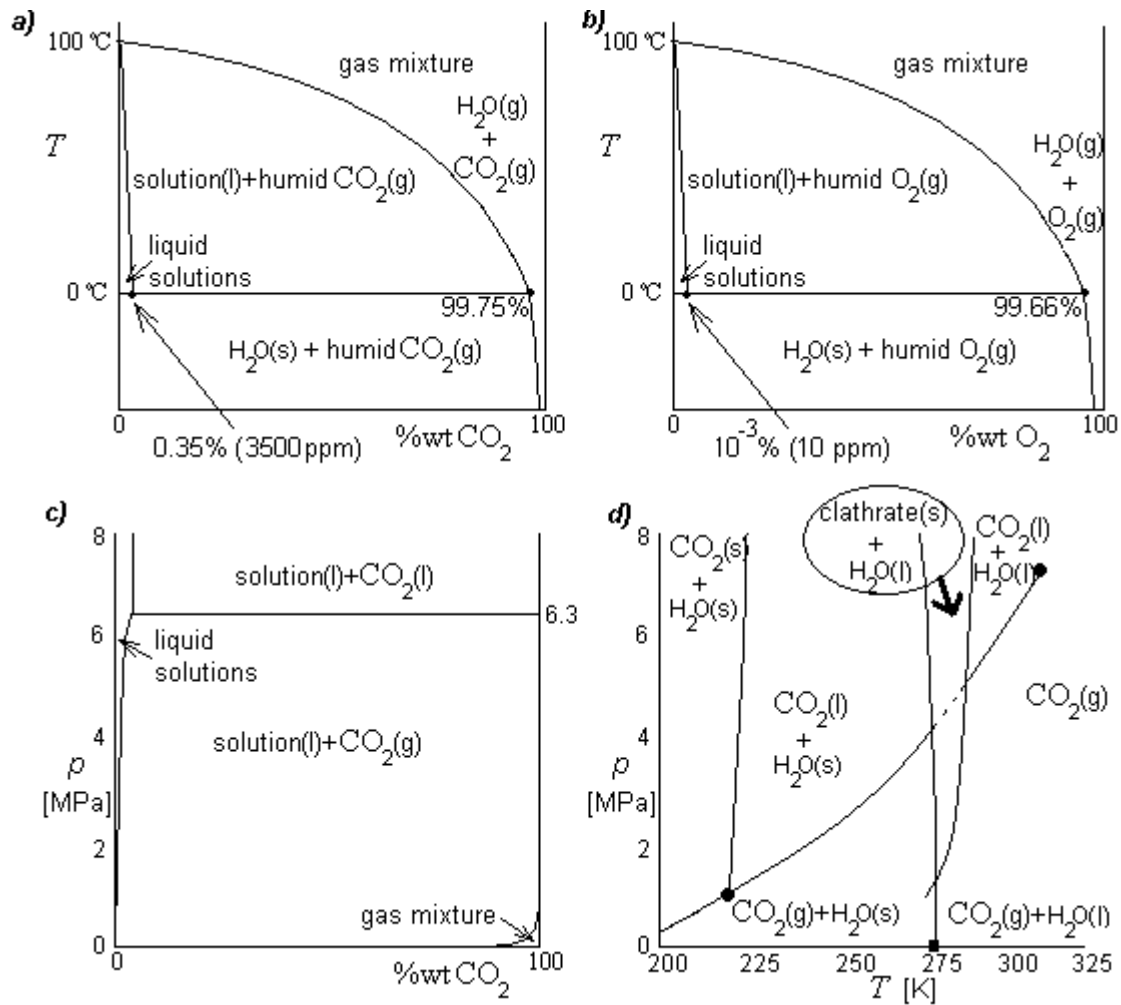 a)
100 ℃
gas mixture
H₂O(g)
+
CO₂(g)
T
solution(l)+humid CO₂(g)
liquid
solutions
0 ℃
99.75%
H₂O(s) + humid CO₂(g)
0
100
%wt CO₂
0.35% (3500 ppm)
b)
100 ℃
gas mixture
H₂O(g)
+
O₂(g)
T
solution(l)+humid O₂(g)
liquid
solutions
0 ℃
99.66%
H₂O(s) + humid O₂(g)
0
100
%wt O₂
10⁻³% (10 ppm)
c)
8
solution(l)+CO₂(l)
6.3
6
liquid
solutions
4
solution(l)+CO₂(g)
p
[MPa]
2
gas mixture
0
0
%wt CO₂
100
d)
8
CO₂(s)
+
H₂O(s)
clathrate(s)
+
H₂O(l)
CO₂(l)
+
H₂O(l)
6
CO₂(l)
+
H₂O(s)
CO₂(g)
4
p
[MPa]
2
CO₂(g)+H₂O(s)
CO₂(g)+H₂O(l)
0
200
225
250
275
300
325
T [K]